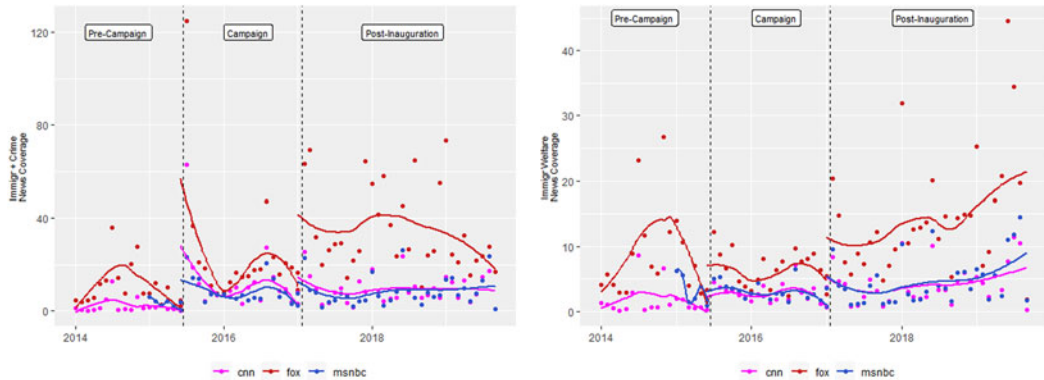 Immigr + Crime
News Coverage
120
80
40
0
Pre-Campaign
Campaign
Post-Inauguration
2014
2016
2018
cnn
fox
msnbc
Immigr Welfare
News Coverage
40
30
20
10
0
Pre-Campaign
Campaign
Post-Inauguration
2014
2016
2018
cnn
fox
msnbc